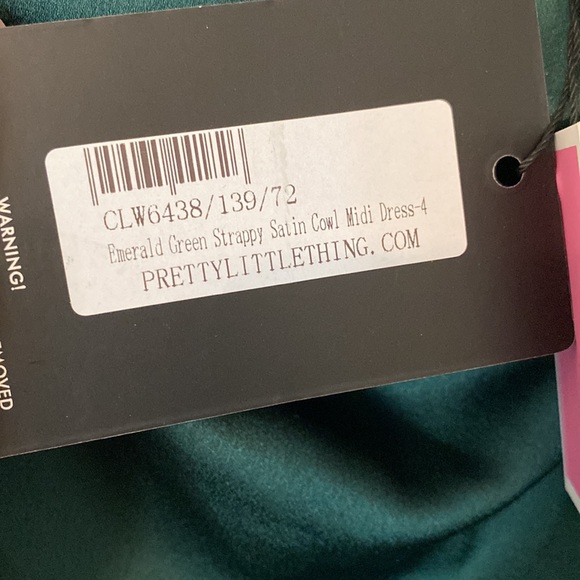 CLW6438/139/72
Emerald Green Strappy Satin Cowl Midi Dress-4
PRETTYLITTLETHING.COM
WARNING!